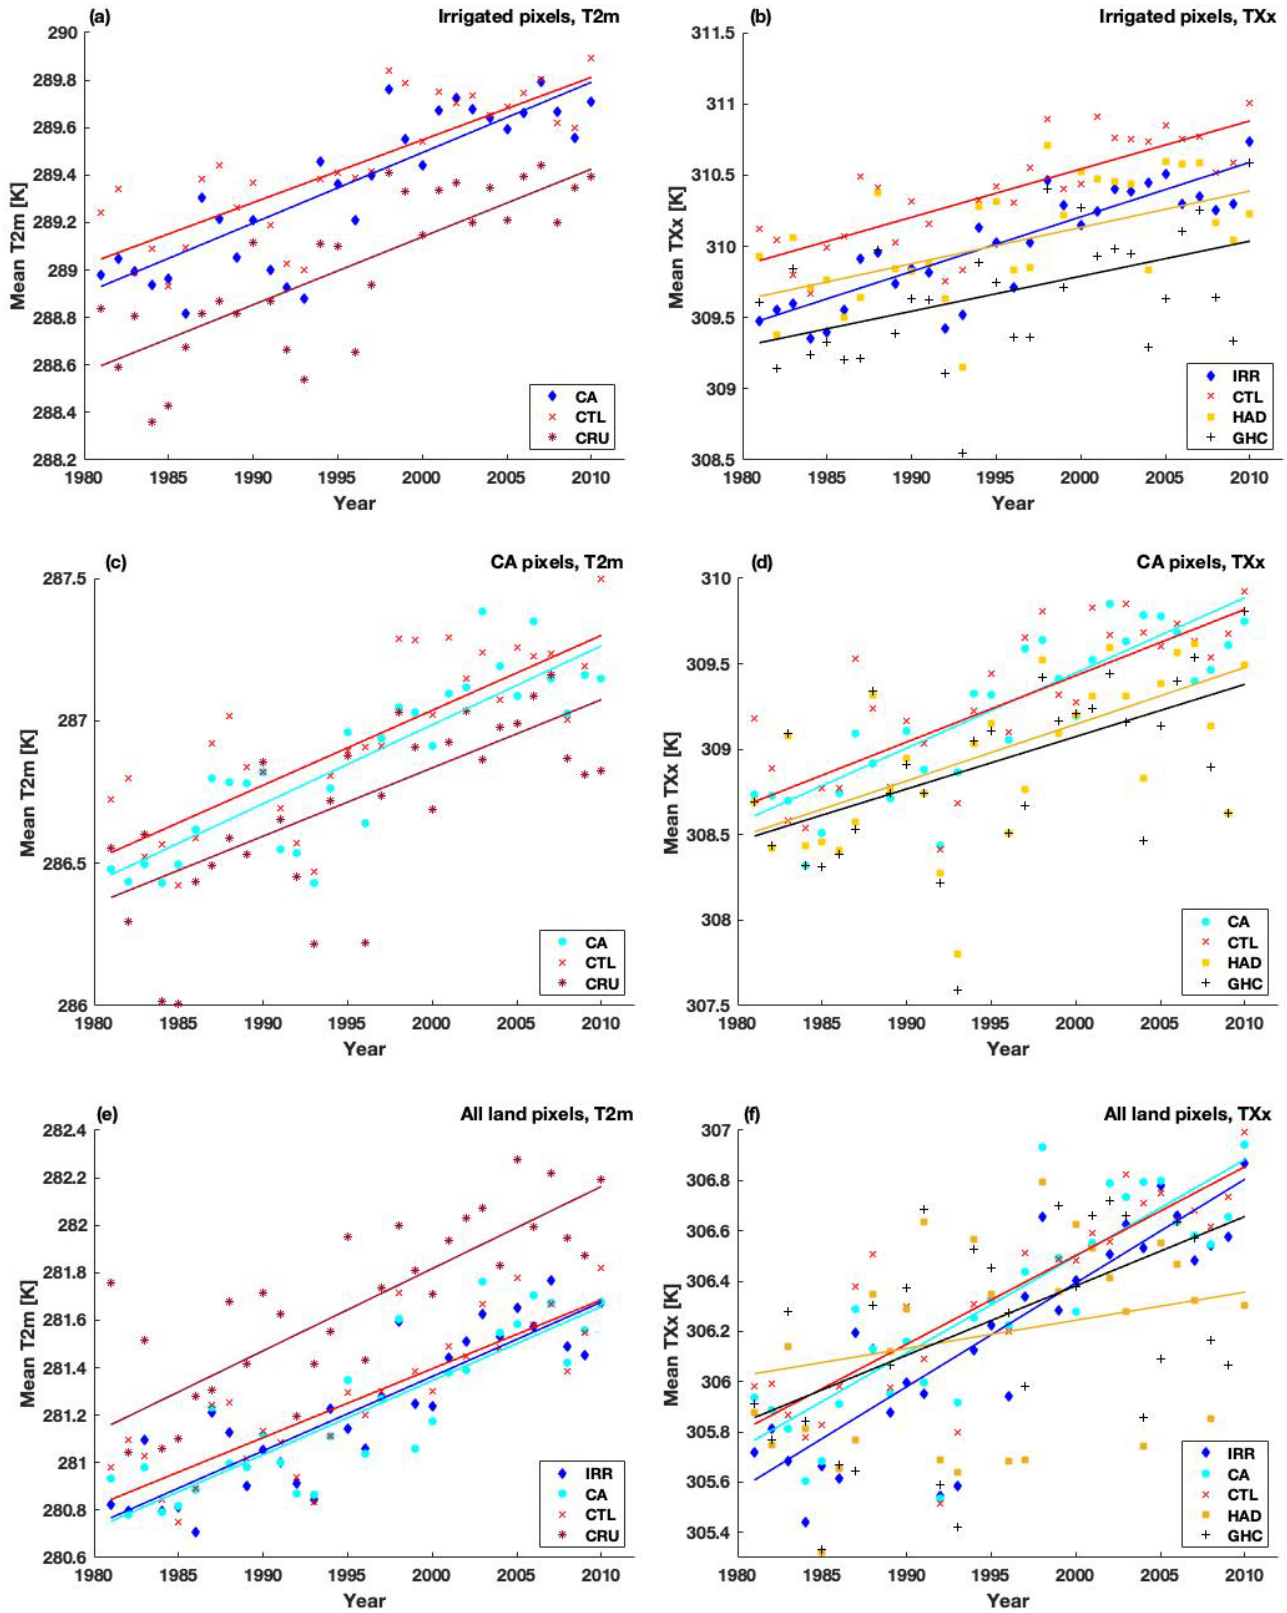 (a) Irrigated pixels, T2m
290
289.8
289.6
289.4
289.2
289
288.8
288.6
288.4
288.2
Mean T2m [K]
CA
CTL
CRU
1980 1985 1990 1995 2000 2005 2010
Year
(b) Irrigated pixels, TXx
311.5
311
310.5
310
309.5
309
308.5
Mean TXx [K]
IRR
CTL
HAD
GHC
1980 1985 1990 1995 2000 2005 2010
Year
(c) CA pixels, T2m
287.5
287
286.5
286
Mean T2m [K]
CA
CTL
CRU
1980 1985 1990 1995 2000 2005 2010
Year
(d) CA pixels, TXx
310
309.5
309
308.5
308
307.5
Mean TXx [K]
CA
CTL
HAD
GHC
1980 1985 1990 1995 2000 2005 2010
Year
(e) All land pixels, T2m
282.4
282.2
282
281.8
281.6
281.4
281.2
281
280.8
280.6
Mean T2m [K]
IRR
CA
CTL
CRU
1980 1985 1990 1995 2000 2005 2010
Year
(f) All land pixels, TXx
307
306.8
306.6
306.4
306.2
306
305.8
305.6
305.4
Mean TXx [K]
IRR
CA
CTL
HAD
GHC
1980 1985 1990 1995 2000 2005 2010
Year